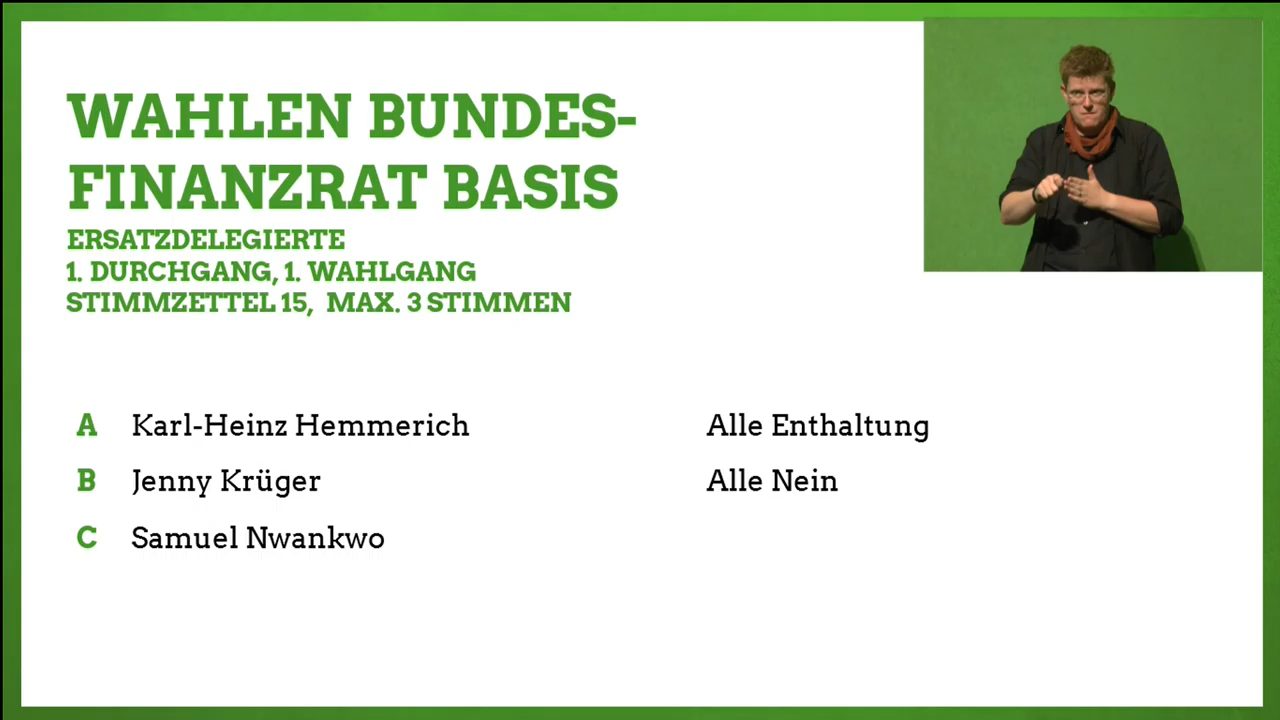 WAHLEN BUNDES-
FINANZRAT BASIS
ERSATZDELEGIERTE
1. DURCHGANG, 1. WAHLGANG
STIMMZETTEL 15, MAX. 3 STIMMEN
A Karl-Heinz Hemmerich
B Jenny Krüger
C Samuel Nwankwo
Alle Enthaltung
Alle Nein